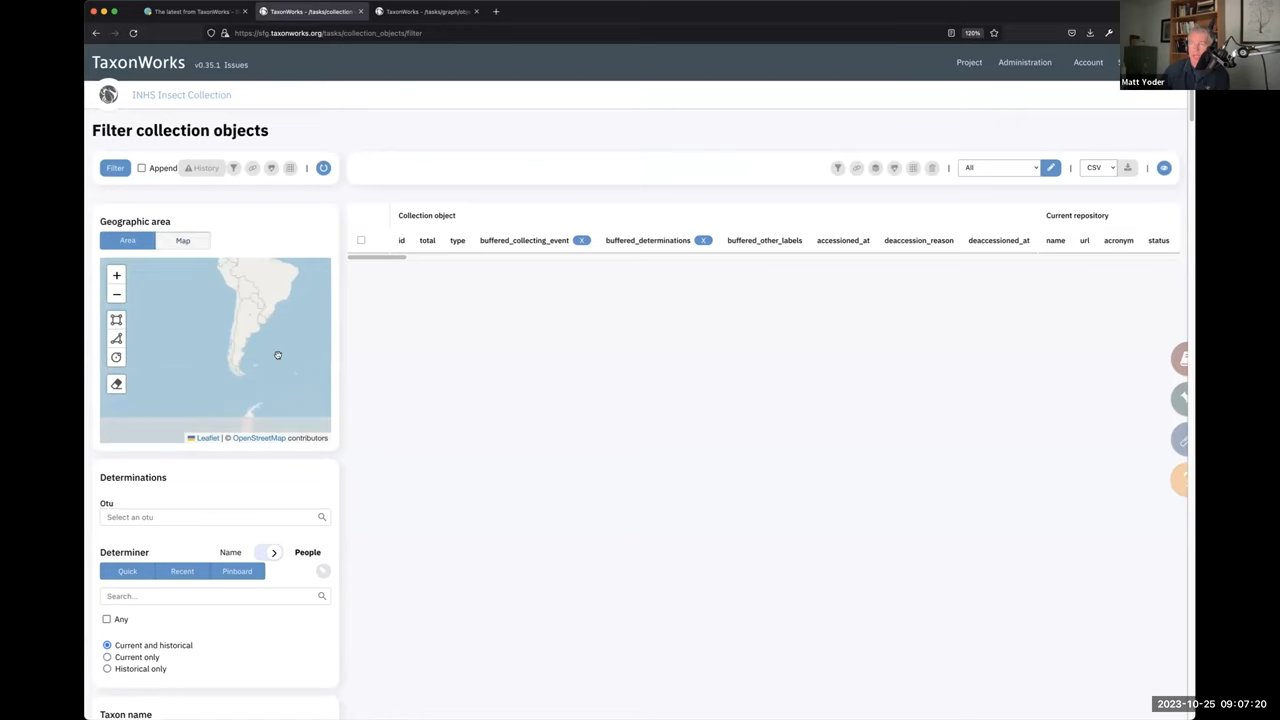 The latest from TaxonWorks -
TaxonWorks - /tasks/collection
TaxonWorks - /tasks/graph/obj
https://sfg.taxonworks.org/tasks/collection_objects/filter
120%
TaxonWorks v0.35.1 Issues
Project Administration Account
Matt Yoder
INHS Insect Collection
Filter collection objects
Filter Append History
All CSV
Geographic area
Area Map
+
−
Leaflet | © OpenStreetMap contributors
Collection object Current repository
id total type buffered_collecting_event X buffered_determinations X buffered_other_labels accessioned_at deaccession_reason deaccessioned_at name url acronym status
Determinations
Otu
Select an otu
Determiner Name People
Quick Recent Pinboard
Search...
Any
Current and historical
Current only
Historical only
Taxon name
2023-10-25 09:07:20